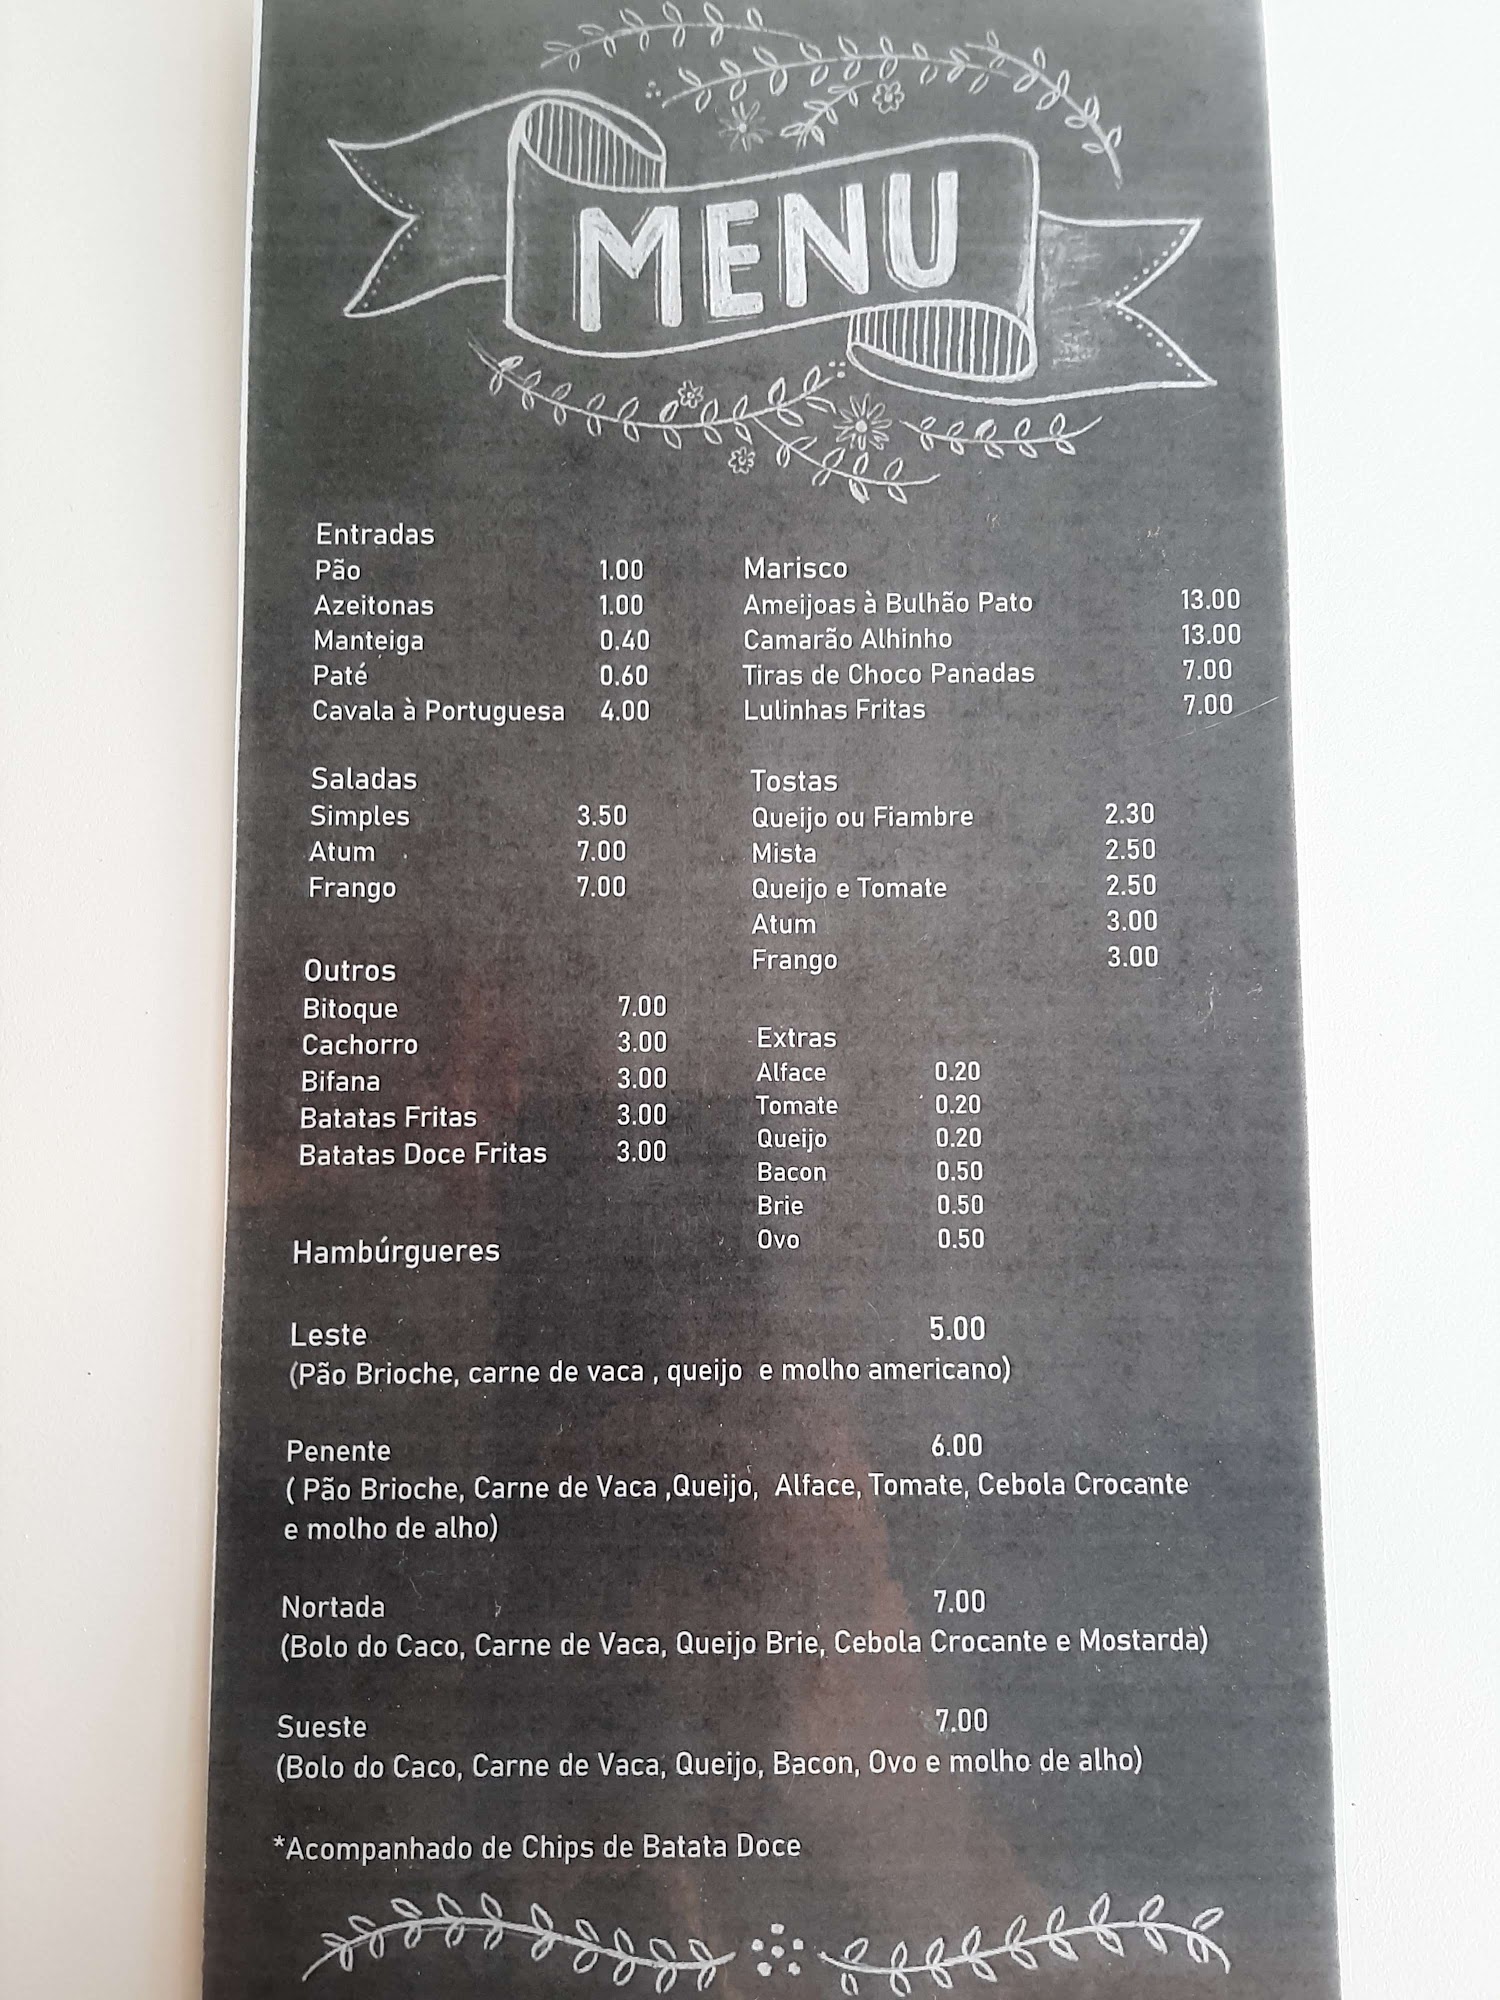 MENU
Entradas
Pão 1.00
Azeitonas 1.00
Manteiga 0.40
Paté 0.60
Cavala à Portuguesa 4.00
Marisco
Ameijoas à Bulhão Pato 13.00
Camarão Alhinho 13.00
Tiras de Choco Panadas 7.00
Lulinhas Fritas 7.00
Saladas
Simples 3.50
Atum 7.00
Frango 7.00
Tostas
Queijo ou Fiambre 2.30
Mista 2.50
Queijo e Tomate 2.50
Atum 3.00
Frango 3.00
Outros
Bitoque 7.00
Cachorro 3.00
Bifana 3.00
Batatas Fritas 3.00
Batatas Doce Fritas 3.00
Extras
Alface 0.20
Tomate 0.20
Queijo 0.20
Bacon 0.50
Brie 0.50
Ovo 0.50
Hambúrgueres
Leste 5.00
(Pão Brioche, carne de vaca , queijo e molho americano)
Penente 6.00
( Pão Brioche, Carne de Vaca ,Queijo, Alface, Tomate, Cebola Crocante
e molho de alho)
Nortada 7.00
(Bolo do Caco, Carne de Vaca, Queijo Brie, Cebola Crocante e Mostarda)
Sueste 7.00
(Bolo do Caco, Carne de Vaca, Queijo, Bacon, Ovo e molho de alho)
*Acompanhado de Chips de Batata Doce